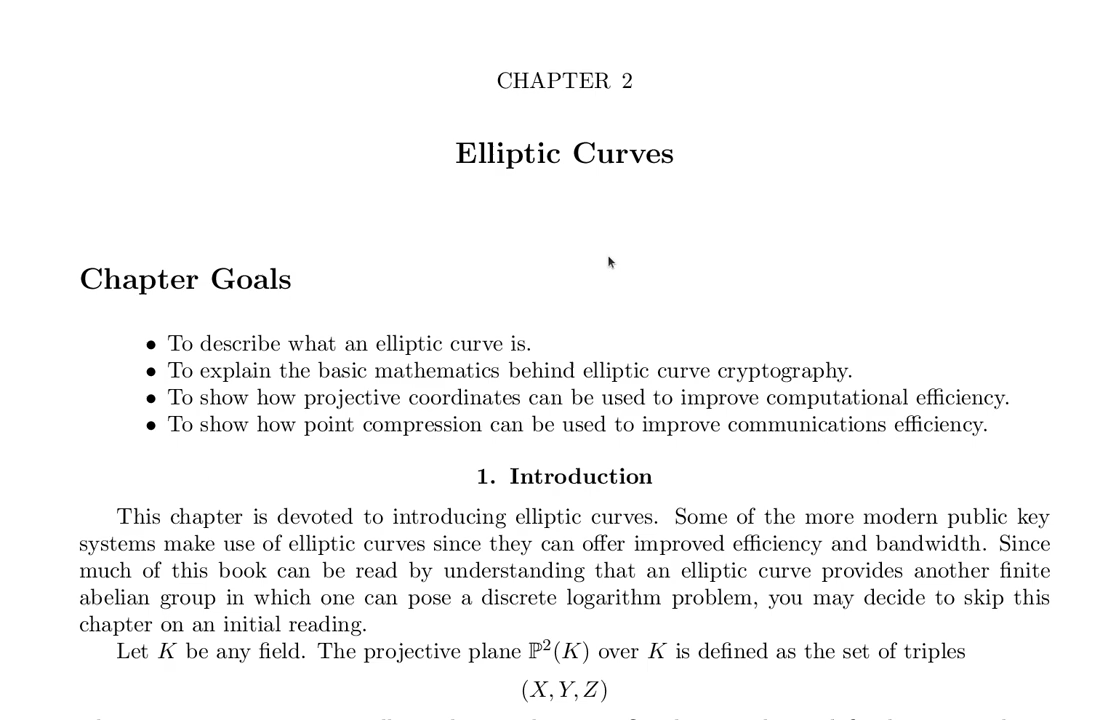 CHAPTER 2
Elliptic Curves
Chapter Goals
• To describe what an elliptic curve is.
• To explain the basic mathematics behind elliptic curve cryptography.
• To show how projective coordinates can be used to improve computational efficiency.
• To show how point compression can be used to improve communications efficiency.
1. Introduction
This chapter is devoted to introducing elliptic curves. Some of the more modern public key
systems make use of elliptic curves since they can offer improved efficiency and bandwidth. Since
much of this book can be read by understanding that an elliptic curve provides another finite
abelian group in which one can pose a discrete logarithm problem, you may decide to skip this
chapter on an initial reading.
Let K be any field. The projective plane ℙ²(K) over K is defined as the set of triples
(X, Y, Z)